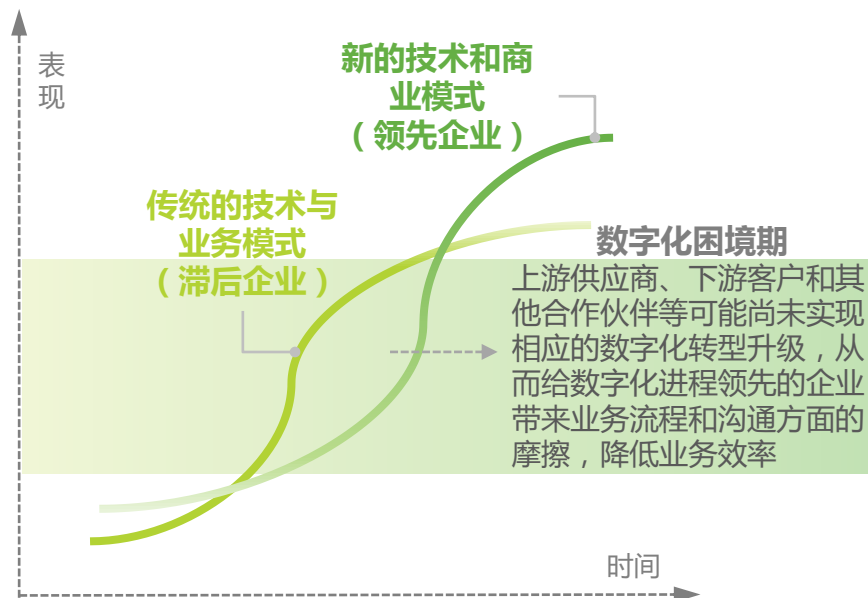 表
现
新的技术和商
业模式
（领先企业）
传统的技术与
业务模式
（滞后企业）
数字化困境期
上游供应商、下游客户和其
他合作伙伴等可能尚未实现
相应的数字化转型升级，从
而给数字化进程领先的企业
带来业务流程和沟通方面的
摩擦，降低业务效率
时间